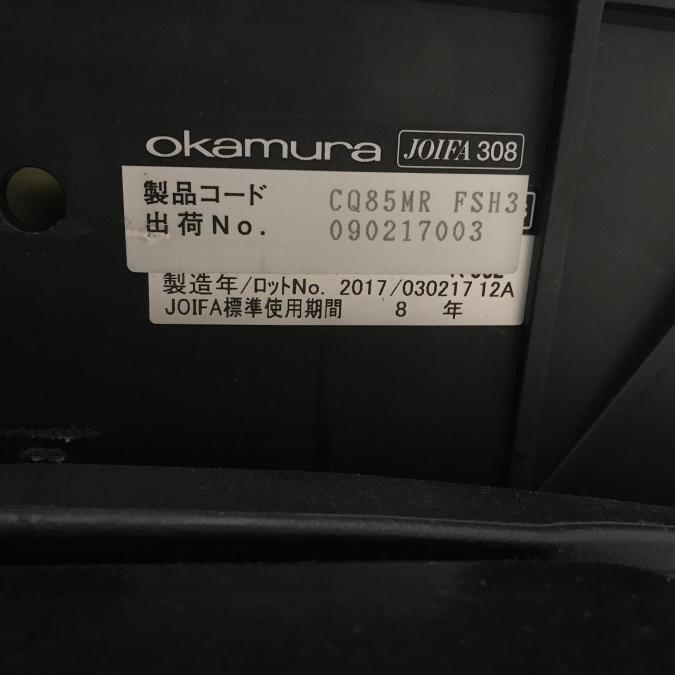 okamura JOIFA 308
製品コード CQ85MR FSH3
出荷No. 090217003
製造年/ロットNo. 2017/030217 12A
JOIFA標準使用期間 8 年